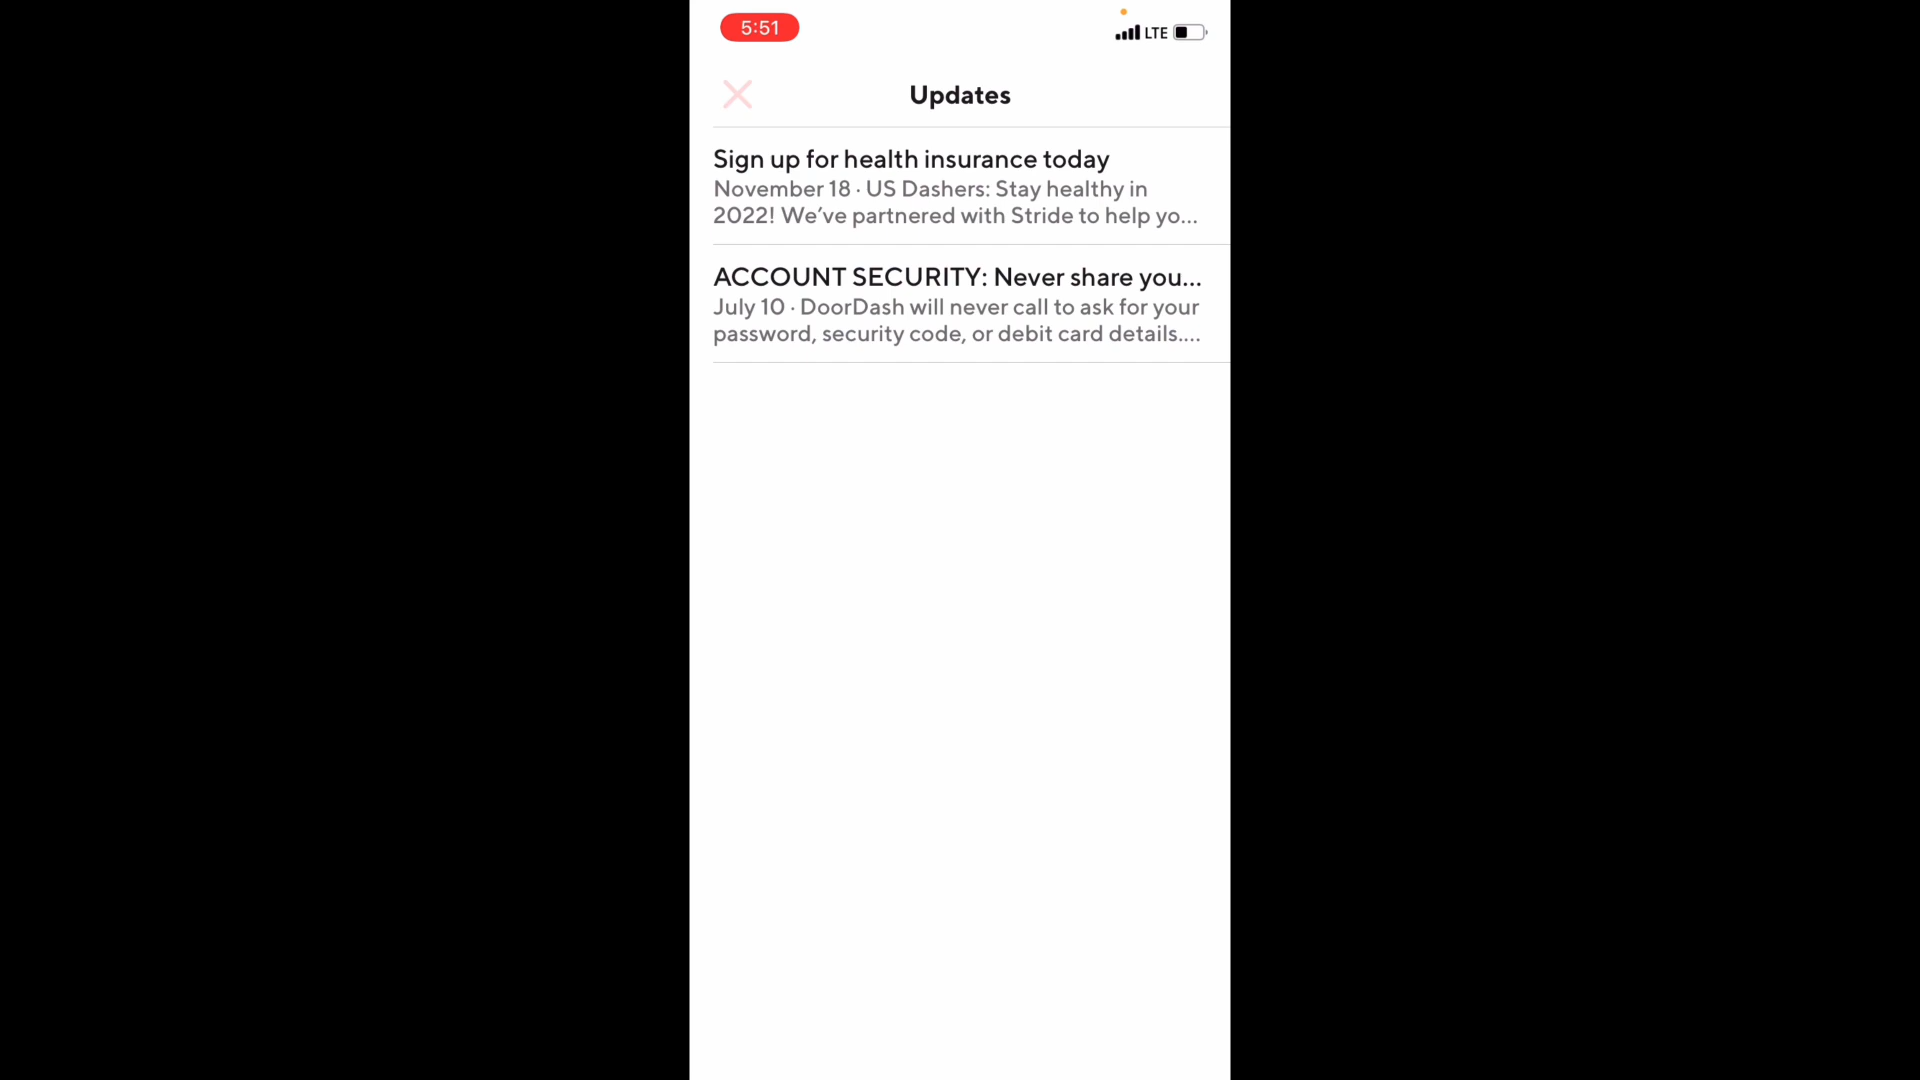 5:51
LTE
Updates
Sign up for health insurance today
November 18 · US Dashers: Stay healthy in
2022! We’ve partnered with Stride to help yo...
ACCOUNT SECURITY: Never share you...
July 10 · DoorDash will never call to ask for your
password, security code, or debit card details....